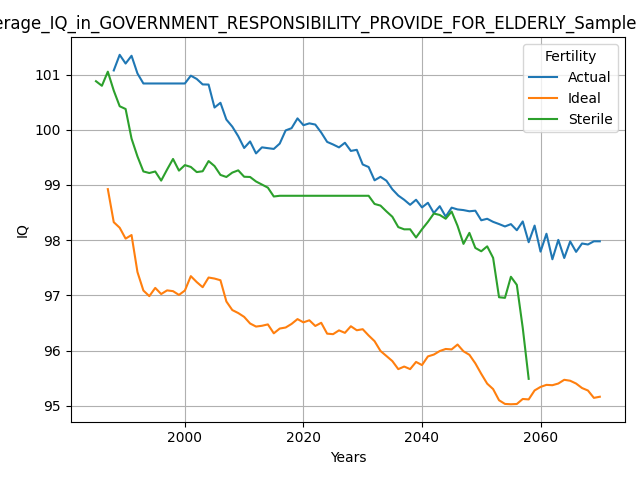 erage_IQ_in_GOVERNMENT_RESPONSIBILITY_PROVIDE_FOR_ELDERLY_Sample
Fertility
Actual
Ideal
Sterile
IQ
101
100
99
98
97
96
95
2000 2020 2040 2060
Years